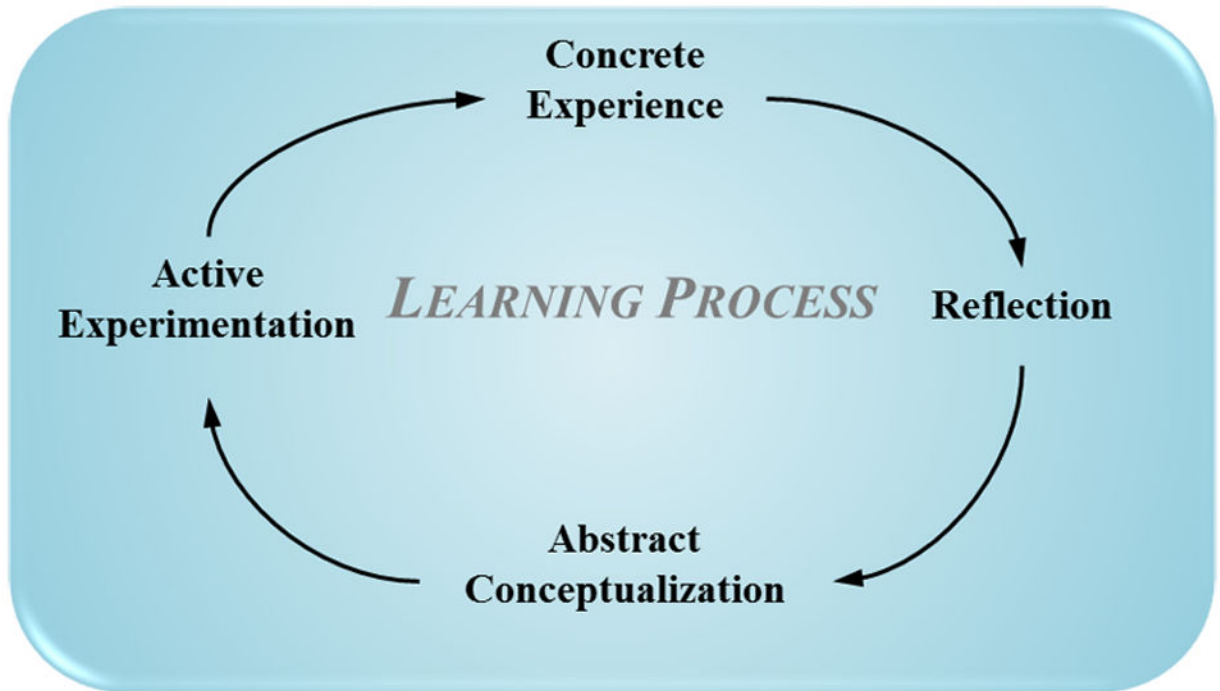 Concrete
Experience
Active
Experimentation
LEARNING PROCESS
Reflection
Abstract
Conceptualization